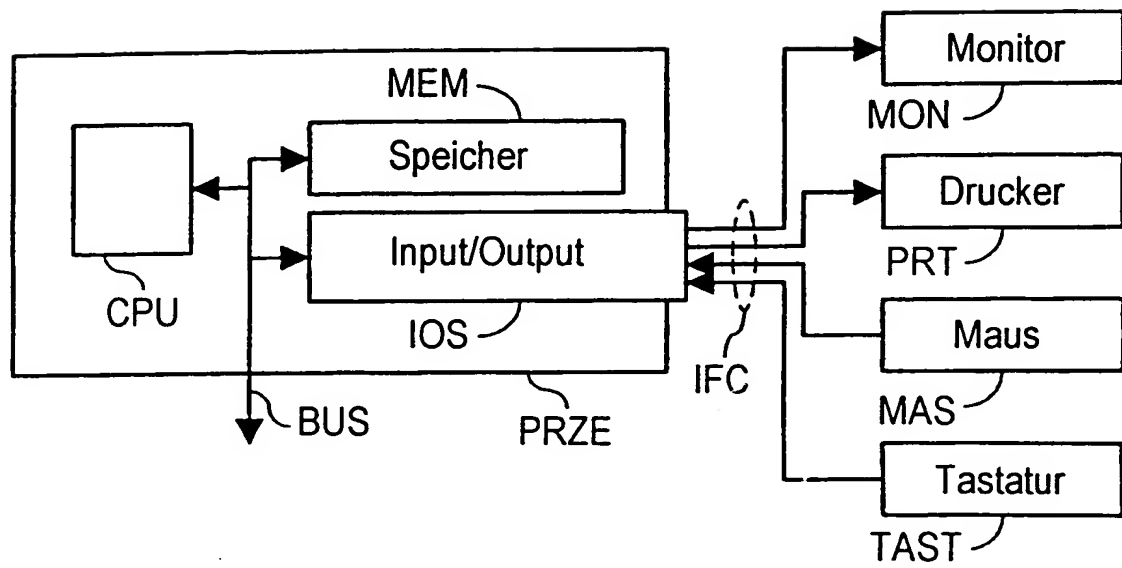 Monitor
MON
MEM
Speicher
Drucker
PRT
Input/Output
CPU
IOS
IFC
Maus
MAS
BUS
PRZE
Tastatur
TAST